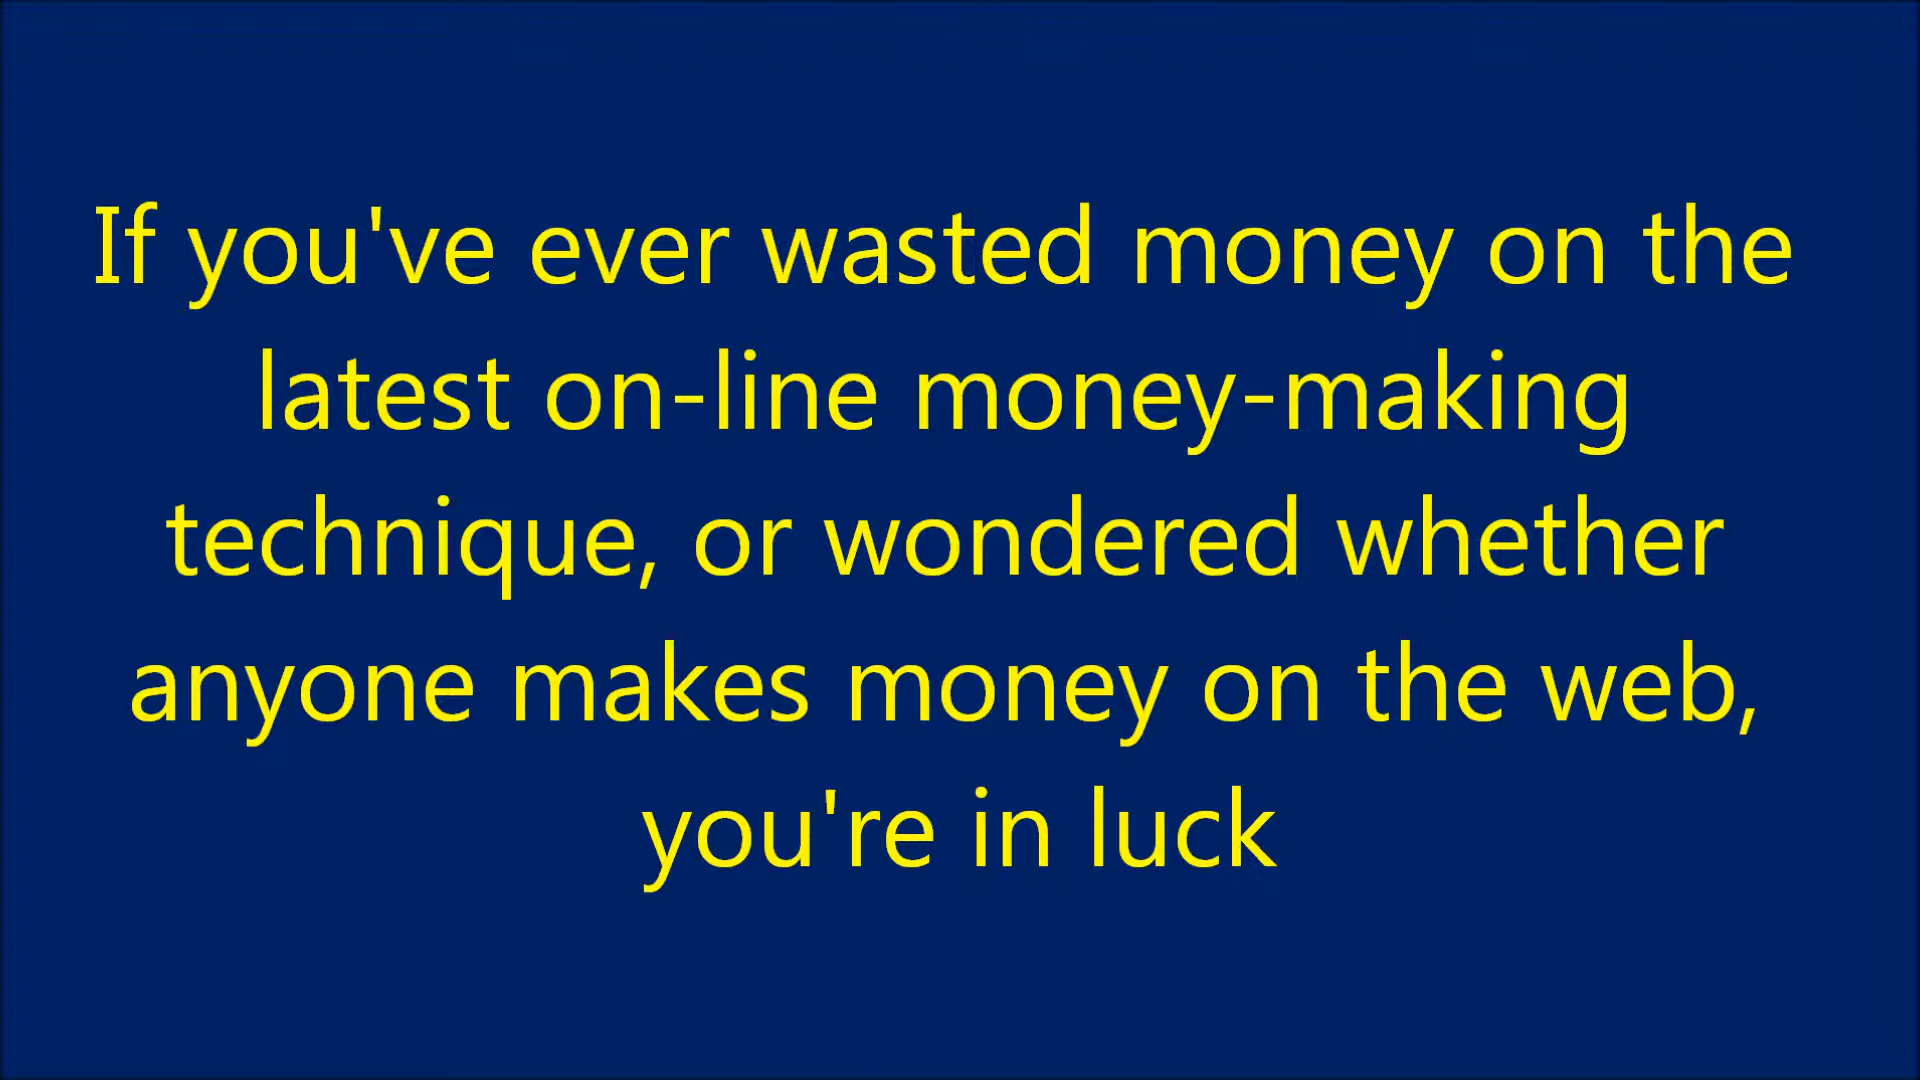 If you've ever wasted money on the
latest on-line money-making
technique, or wondered whether
anyone makes money on the web,
you're in luck